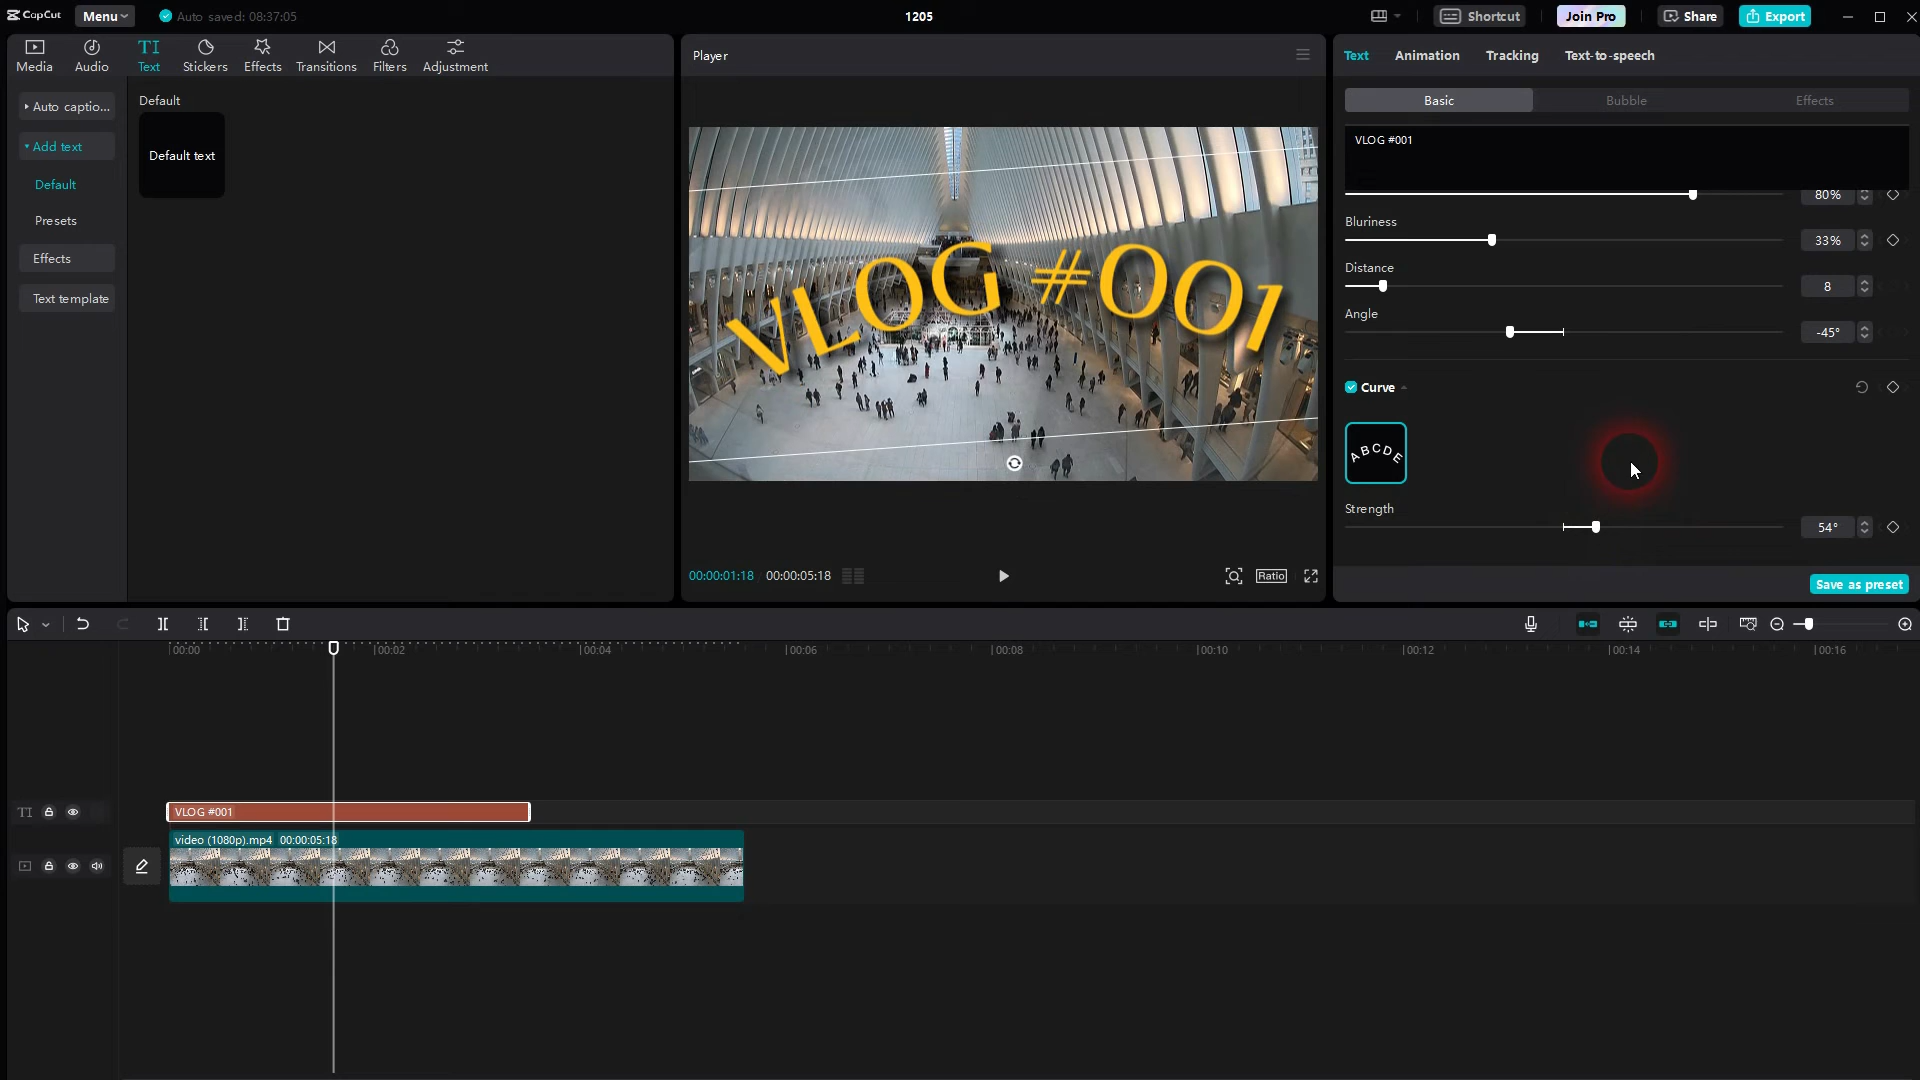 CapCut
Menu
Auto saved: 08:37:05
1205
Shortcut
Join Pro
Share
Export
Media
Audio
TI
Text
Stickers
Effects
Transitions
Filters
Adjustment
Auto captio...
Add text
Default
Presets
Effects
Text template
Default
Default text
Player
VLOG #001
00:00:01:18 / 00:00:05:18
Ratio
Text
Animation
Tracking
Text-to-speech
Basic
Bubble
Effects
VLOG #001
80%
Bluriness
33%
Distance
8
Angle
-45°
Curve
ABCDE
Strength
54°
Save as preset
00:00
00:02
00:04
00:06
00:08
00:10
00:12
00:14
00:16
TI
VLOG #001
video (1080p).mp4 00:00:05:18